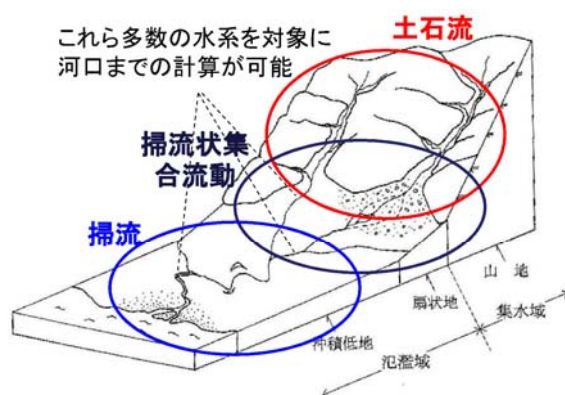 これら多数の水系を対象に
河口までの計算が可能
土石流
掃流状集
合流動
掃流
山地
扇状地
集水域
沖積低地
氾濫域